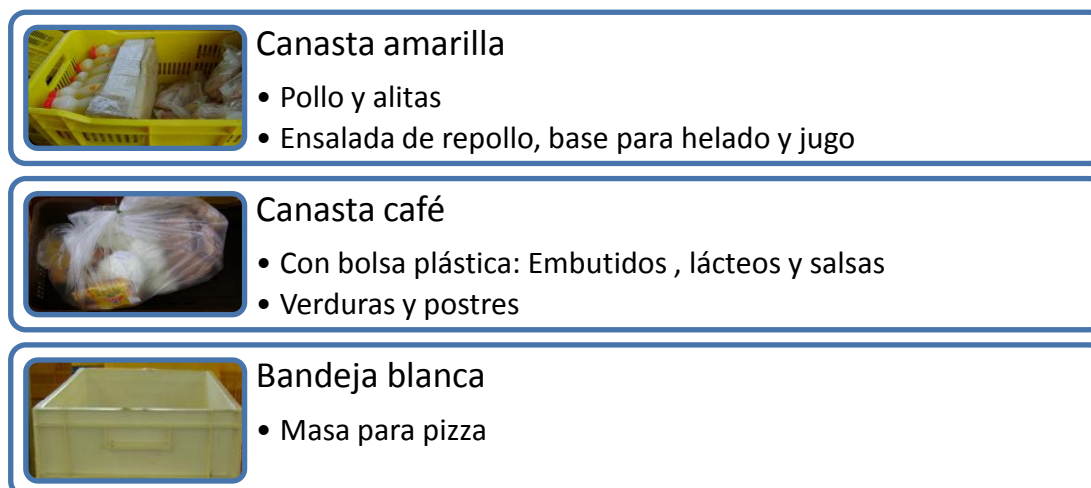 Canasta amarilla
• Pollo y alitas
• Ensalada de repollo, base para helado y jugo
Canasta café
• Con bolsa plástica: Embutidos , lácteos y salsas
• Verduras y postres
Bandeja blanca
• Masa para pizza